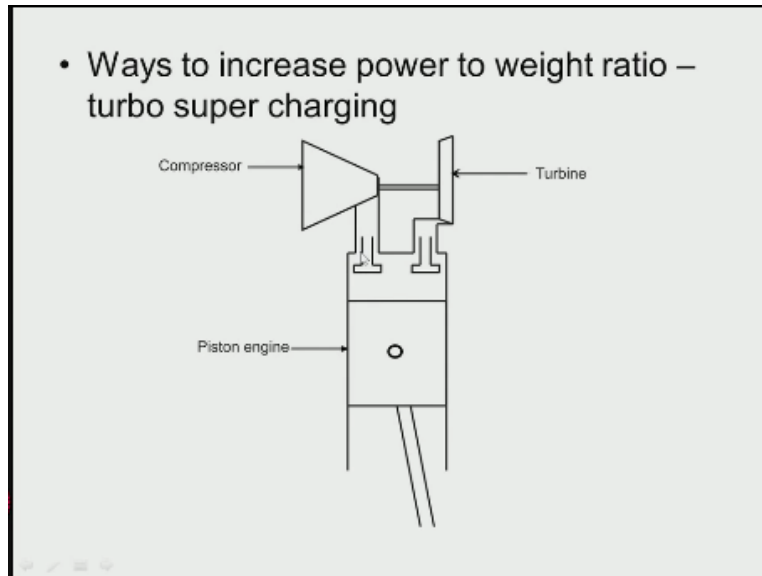 • Ways to increase power to weight ratio –
turbo super charging
Compressor
Turbine
Piston engine